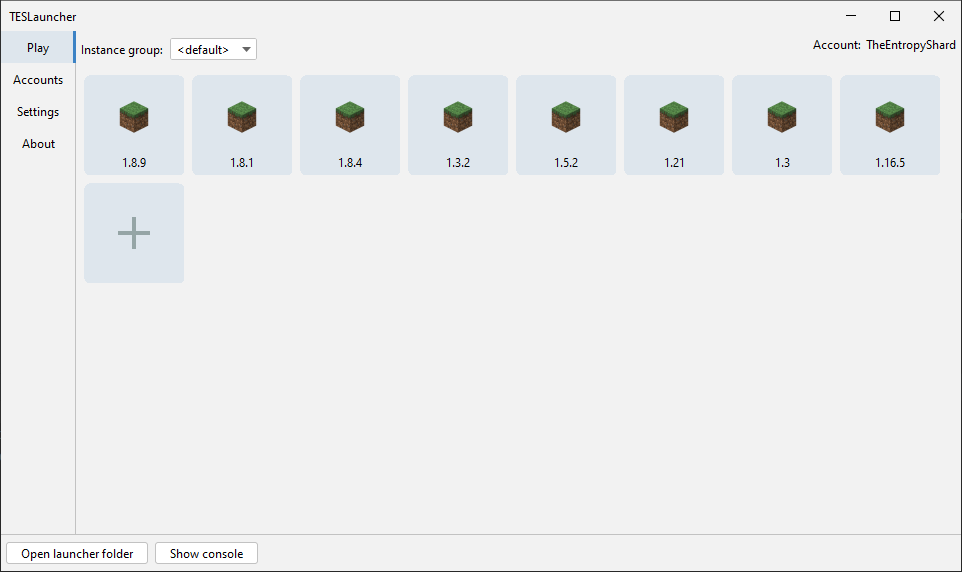 TESLauncher
Play
Accounts
Settings
About
Instance group: <default>
Account: TheEntropyShard
1.8.9
1.8.1
1.8.4
1.3.2
1.5.2
1.21
1.3
1.16.5
Open launcher folder
Show console